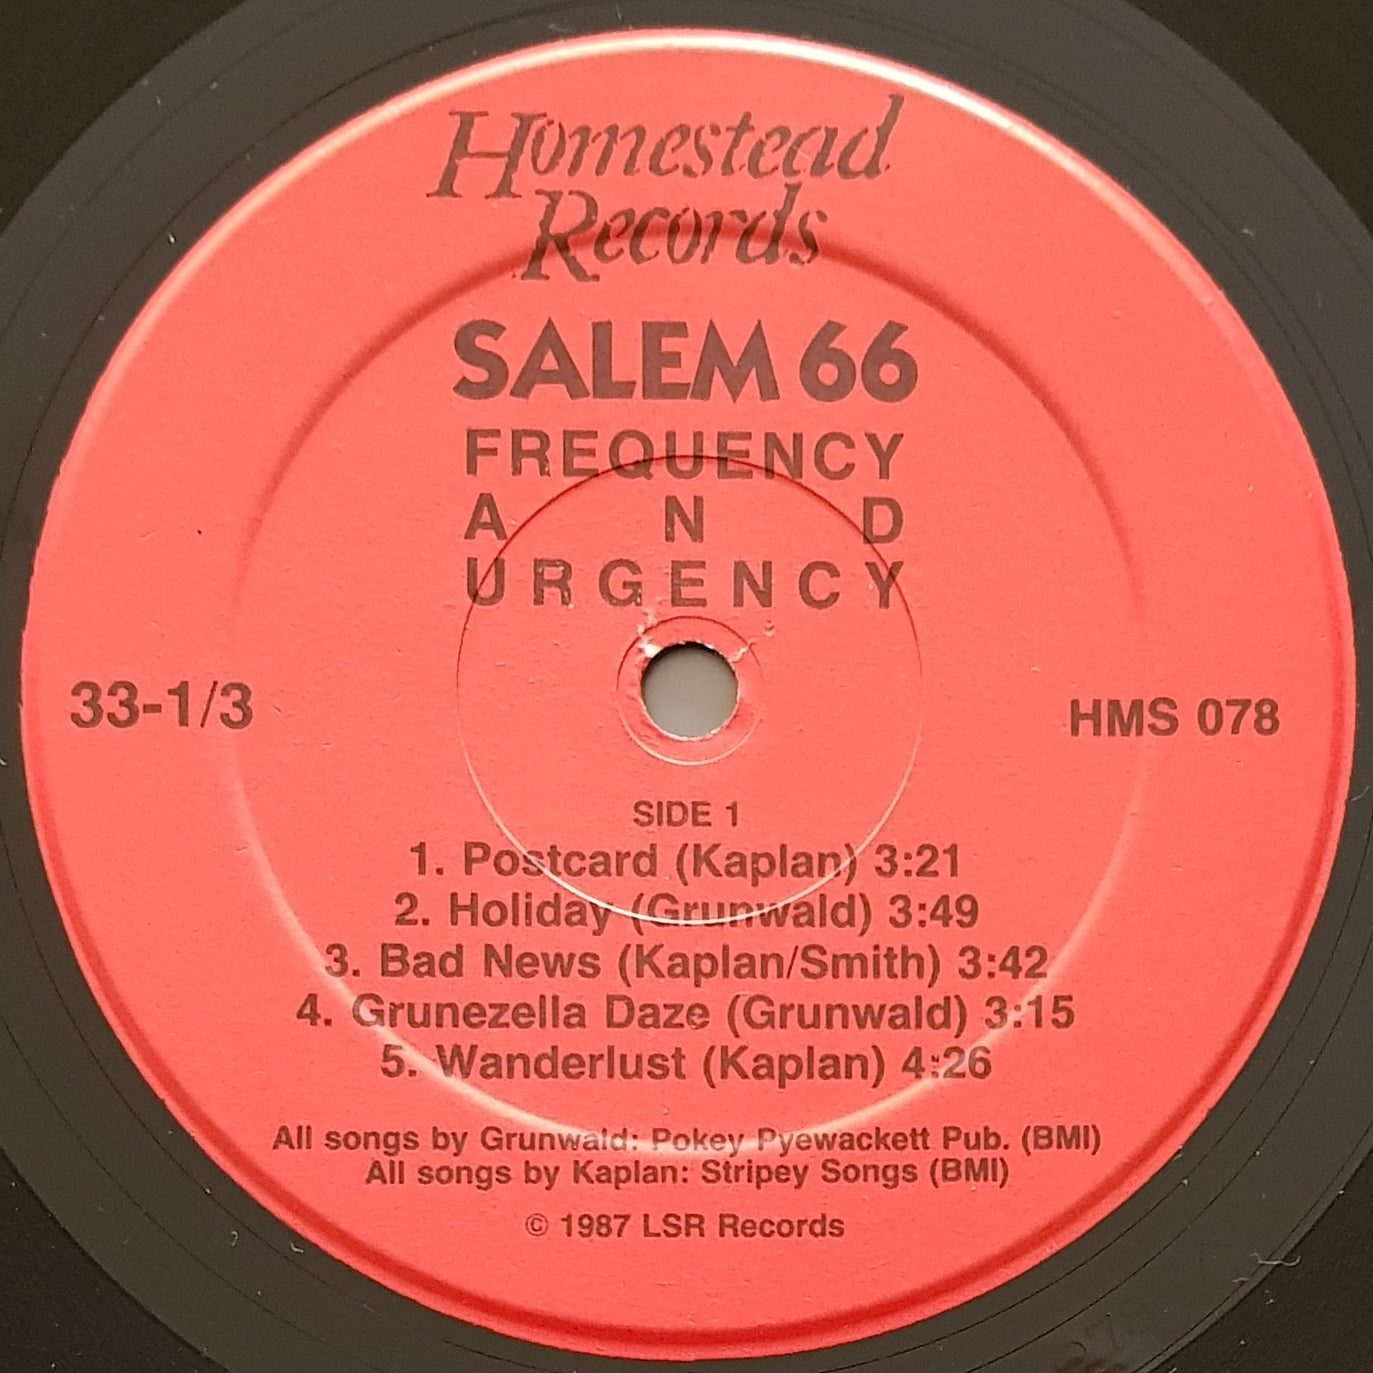 Homestead
Records
SALEM 66
FREQUENCY
AND
URGENCY
33-1/3
HMS 078
SIDE 1
1. Postcard (Kaplan) 3:21
2. Holiday (Grunwald) 3:49
3. Bad News (Kaplan/Smith) 3:42
4. Grunezella Daze (Grunwald) 3:15
5. Wanderlust (Kaplan) 4:26
All songs by Grunwald: Pokey Pyewackett Pub. (BMI)
All songs by Kaplan: Stripey Songs (BMI)
© 1987 LSR Records